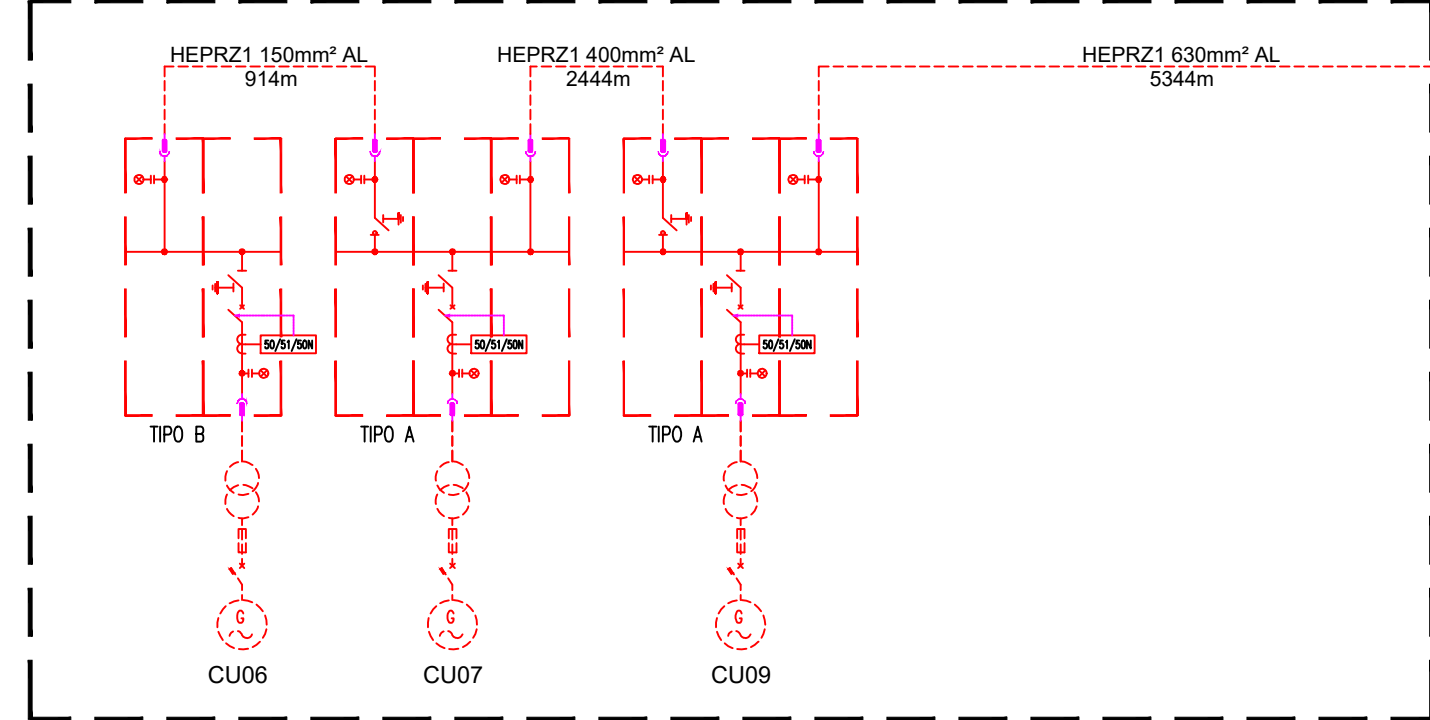 HEPRZ1 150mm² AL
914m
HEPRZ1 400mm² AL
2444m
HEPRZ1 630mm² AL
5344m
50/51/50N
50/51/50N
50/51/50N
TIPO B
TIPO A
TIPO A
G
G
G
CU06
CU07
CU09